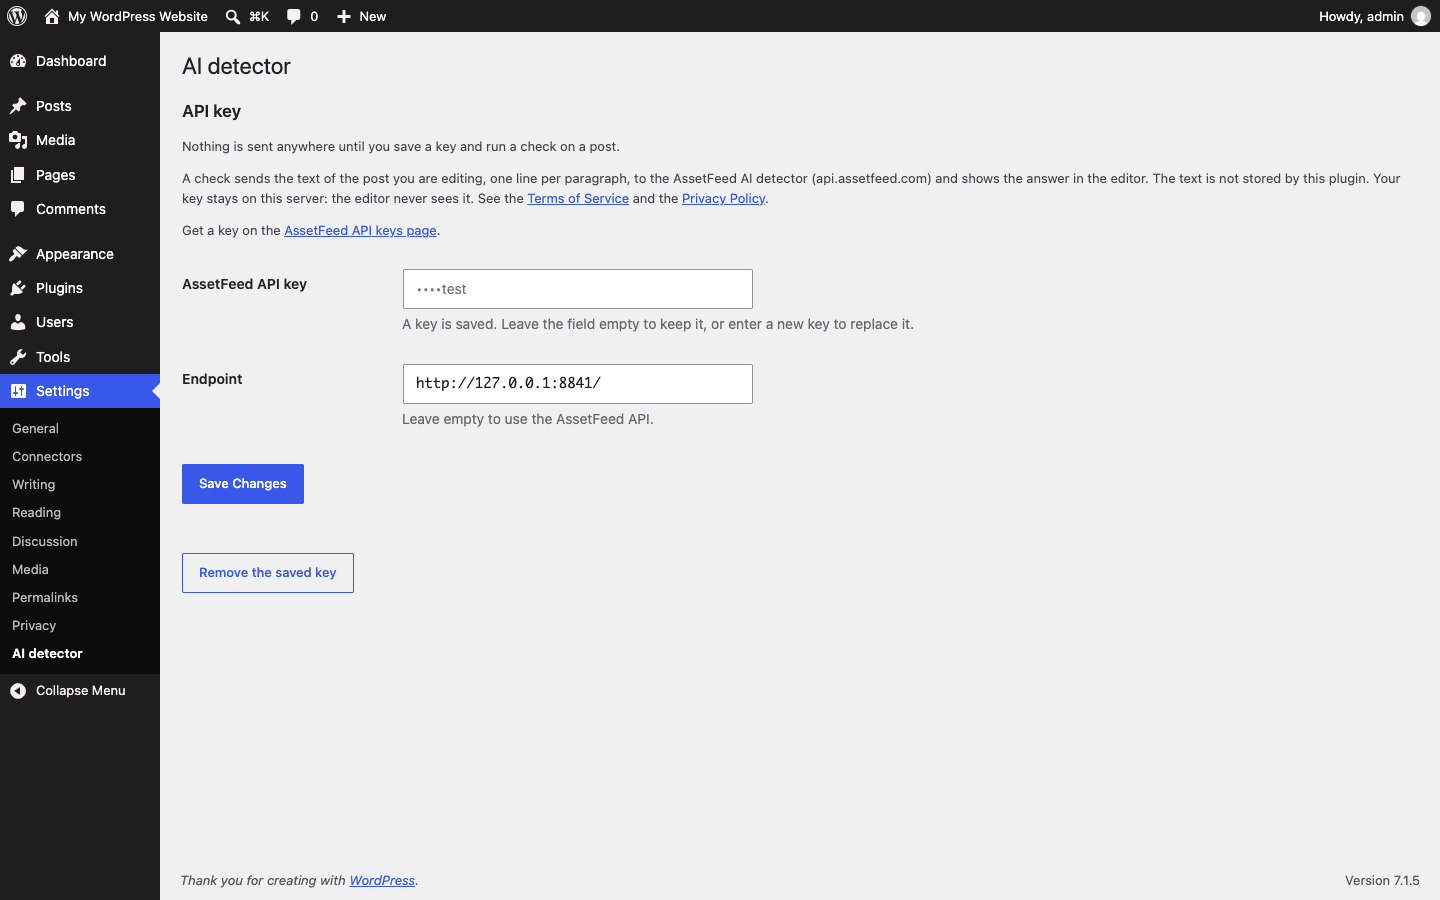 My WordPress Website
⌘K
0
New
Howdy, admin
Dashboard
Posts
Media
Pages
Comments
Appearance
Plugins
Users
Tools
Settings
General
Connectors
Writing
Reading
Discussion
Media
Permalinks
Privacy
AI detector
Collapse Menu
AI detector
API key
Nothing is sent anywhere until you save a key and run a check on a post.
A check sends the text of the post you are editing, one line per paragraph, to the AssetFeed AI detector (api.assetfeed.com) and shows the answer in the editor. The text is not stored by this plugin. Your
key stays on this server: the editor never sees it. See the Terms of Service and the Privacy Policy.
Get a key on the AssetFeed API keys page.
AssetFeed API key
••••test
A key is saved. Leave the field empty to keep it, or enter a new key to replace it.
Endpoint
http://127.0.0.1:8841/
Leave empty to use the AssetFeed API.
Save Changes
Remove the saved key
Thank you for creating with WordPress.
Version 7.1.5